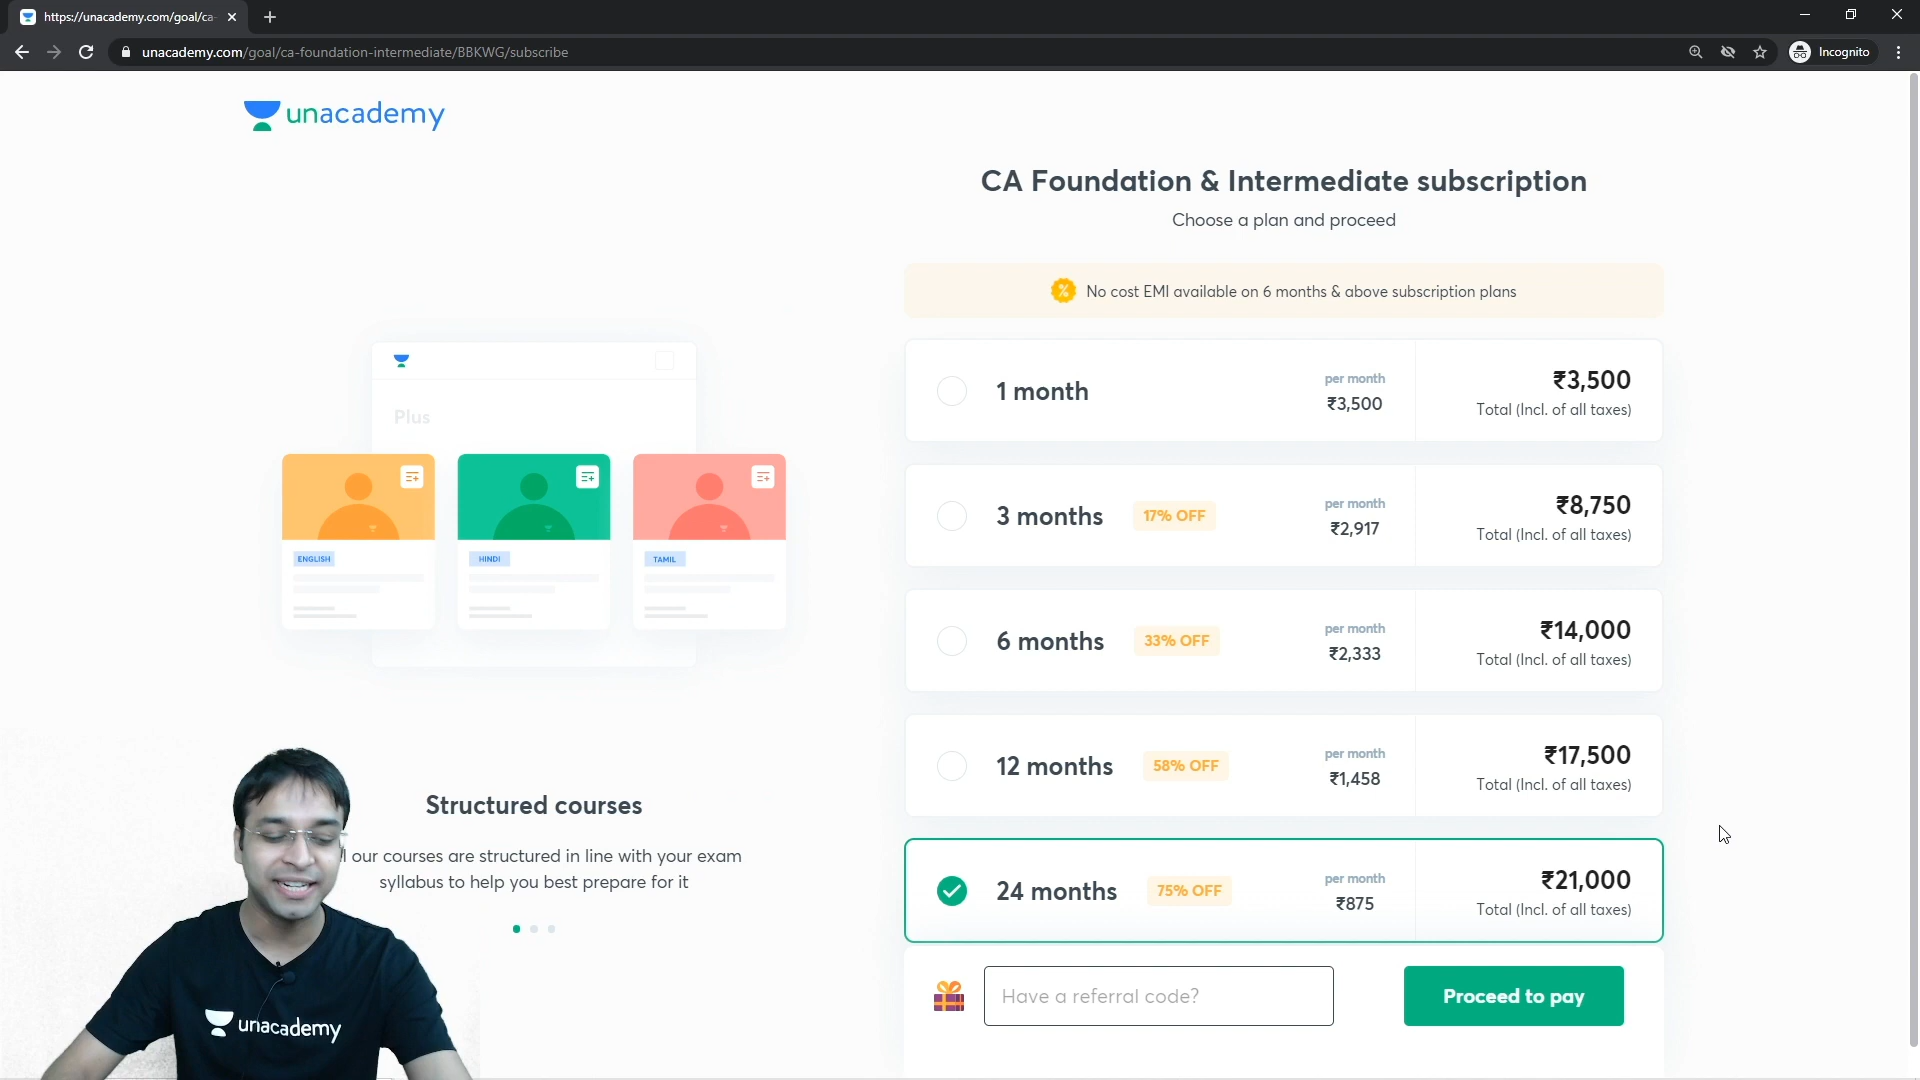 https://unacademy.com/goal/ca-
unacademy.com/goal/ca-foundation-intermediate/BBKWG/subscribe
Incognito
unacademy
CA Foundation & Intermediate subscription
Choose a plan and proceed
No cost EMI available on 6 months & above subscription plans
1 month
per month
₹3,500
₹3,500
Total (Incl. of all taxes)
3 months
17% OFF
per month
₹2,917
₹8,750
Total (Incl. of all taxes)
6 months
33% OFF
per month
₹2,333
₹14,000
Total (Incl. of all taxes)
12 months
58% OFF
per month
₹1,458
₹17,500
Total (Incl. of all taxes)
24 months
75% OFF
per month
₹875
₹21,000
Total (Incl. of all taxes)
Have a referral code?
Proceed to pay
Plus
ENGLISH
HINDI
TAMIL
Structured courses
our courses are structured in line with your exam
syllabus to help you best prepare for it
unacademy